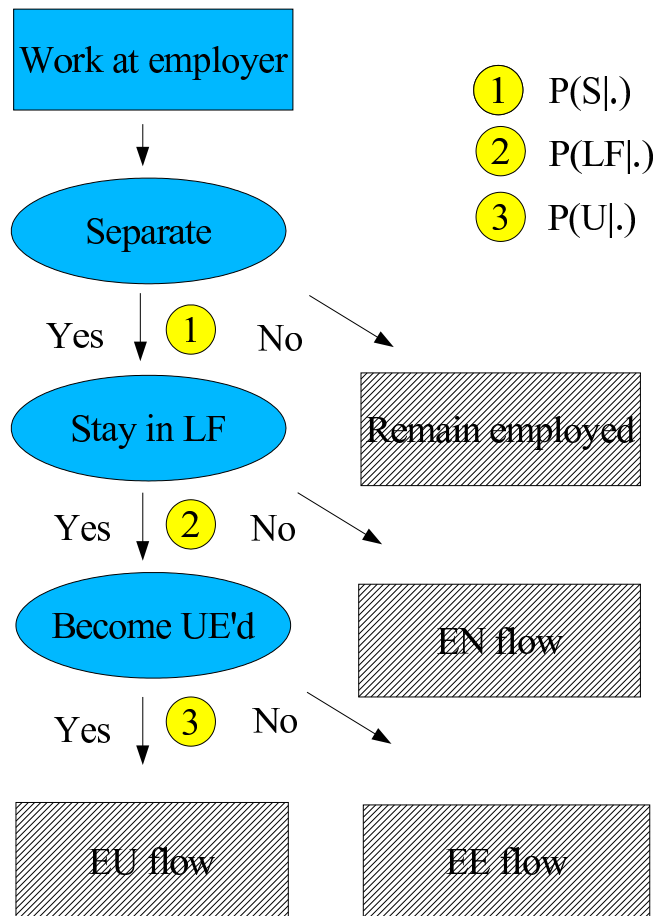 Work at employer
1 P(S|.)
2 P(LF|.)
3 P(U|.)
Separate
Yes 1 No
Remain employed
Stay in LF
Yes 2 No
EN flow
Become UE'd
Yes 3 No
EU flow
EE flow